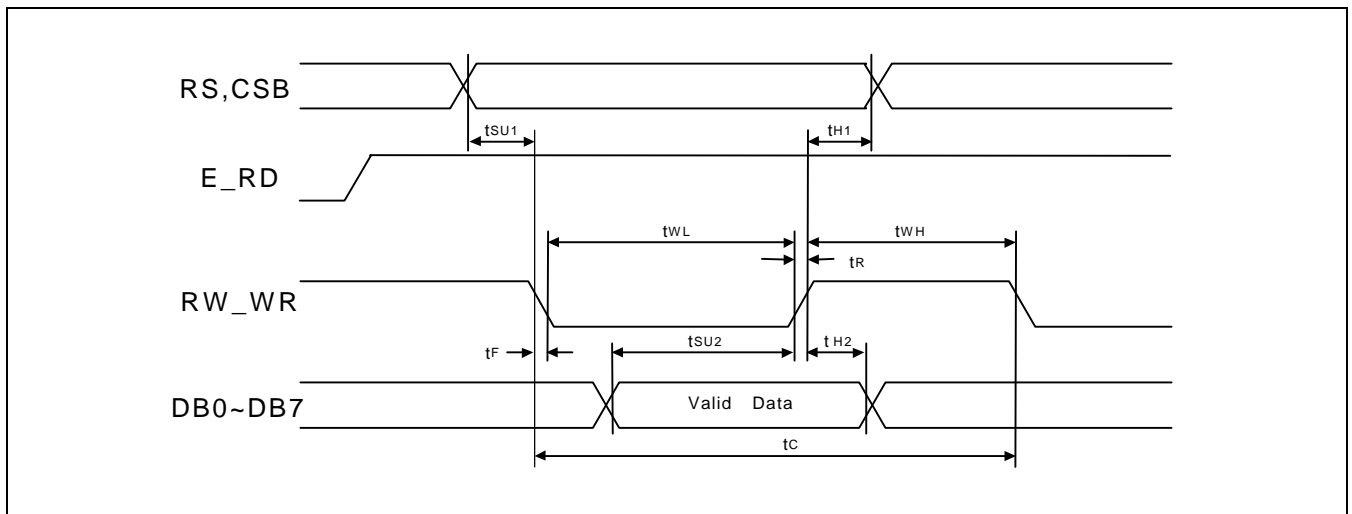 RS,CSB
tSU1
tH1
E_RD
tWL
tWH
tR
RW_WR
tF
tSU2
tH2
DB0~DB7
Valid Data
tC